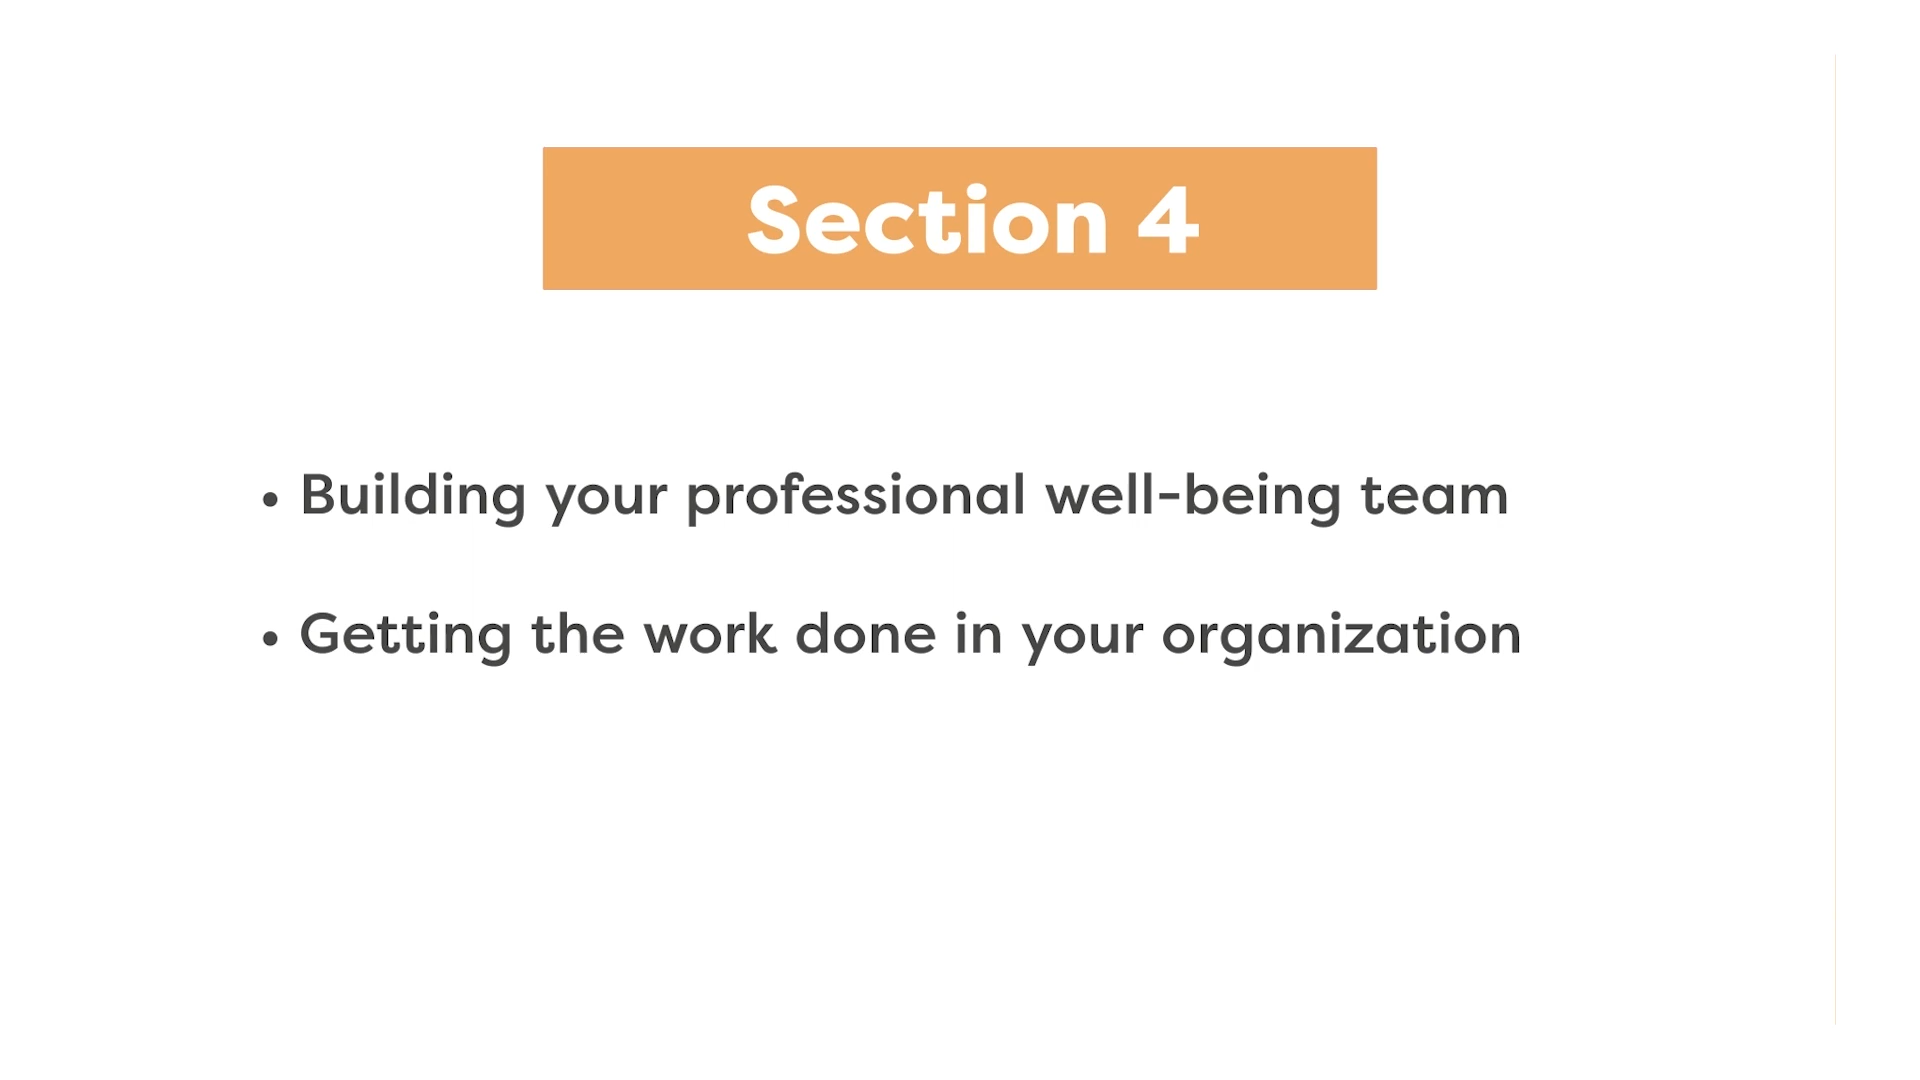 Section 4
• Building your professional well-being team
• Getting the work done in your organization